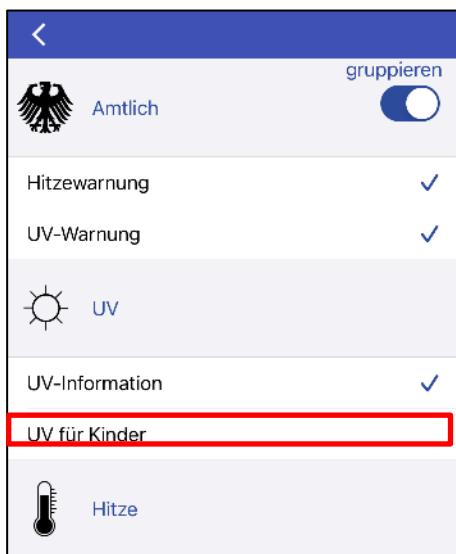 gruppieren
Amtlich
Hitzewarnung
UV-Warnung
UV
UV-Information
UV für Kinder
Hitze